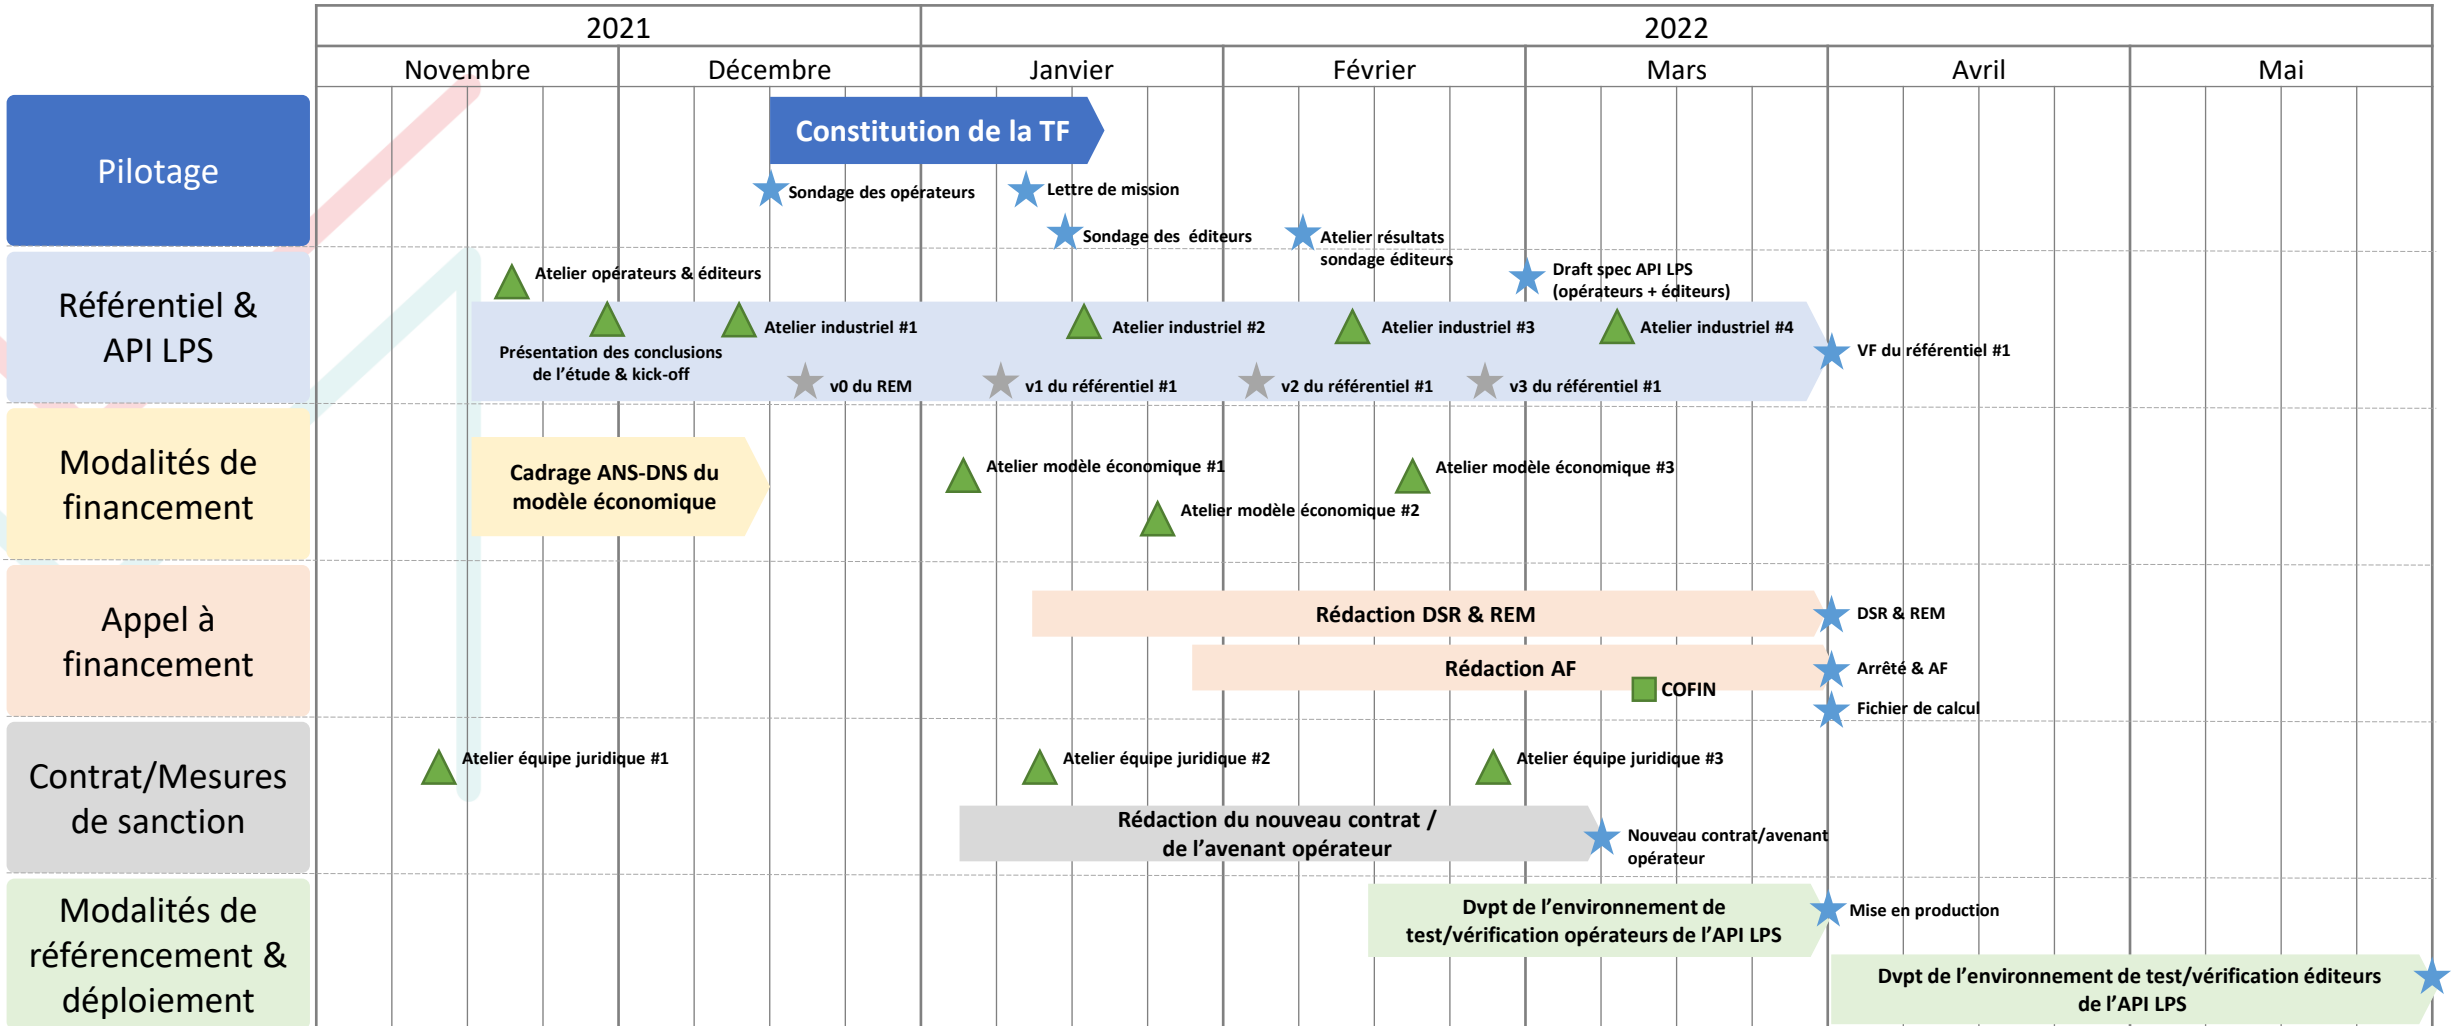 2021
2022
Novembre
Décembre
Janvier
Février
Mars
Avril
Mai
Pilotage
Constitution de la TF
Sondage des opérateurs
Lettre de mission
Sondage des éditeurs
Atelier résultats
sondage éditeurs
Référentiel &
API LPS
Atelier opérateurs & éditeurs
Draft spec API LPS
(opérateurs + éditeurs)
Atelier industriel #1
Atelier industriel #2
Atelier industriel #3
Atelier industriel #4
Présentation des conclusions
de l'étude & kick-off
VF du référentiel #1
v0 du REM
v1 du référentiel #1
v2 du référentiel #1
v3 du référentiel #1
Modalités de
financement
Cadrage ANS-DNS du
modèle économique
Atelier modèle économique #1
Atelier modèle économique #3
Atelier modèle économique #2
Appel à
financement
Rédaction DSR & REM
DSR & REM
Rédaction AF
Arrêté & AF
COFIN
Fichier de calcul
Contrat/Mesures
de sanction
Atelier équipe juridique #1
Atelier équipe juridique #2
Atelier équipe juridique #3
Rédaction du nouveau contrat /
de l'avenant opérateur
Nouveau contrat/avenant
opérateur
Modalités de
référencement &
déploiement
Dvpt de l'environnement de
test/vérification opérateurs de l'API LPS
Mise en production
Dvpt de l'environnement de test/vérification éditeurs
de l'API LPS